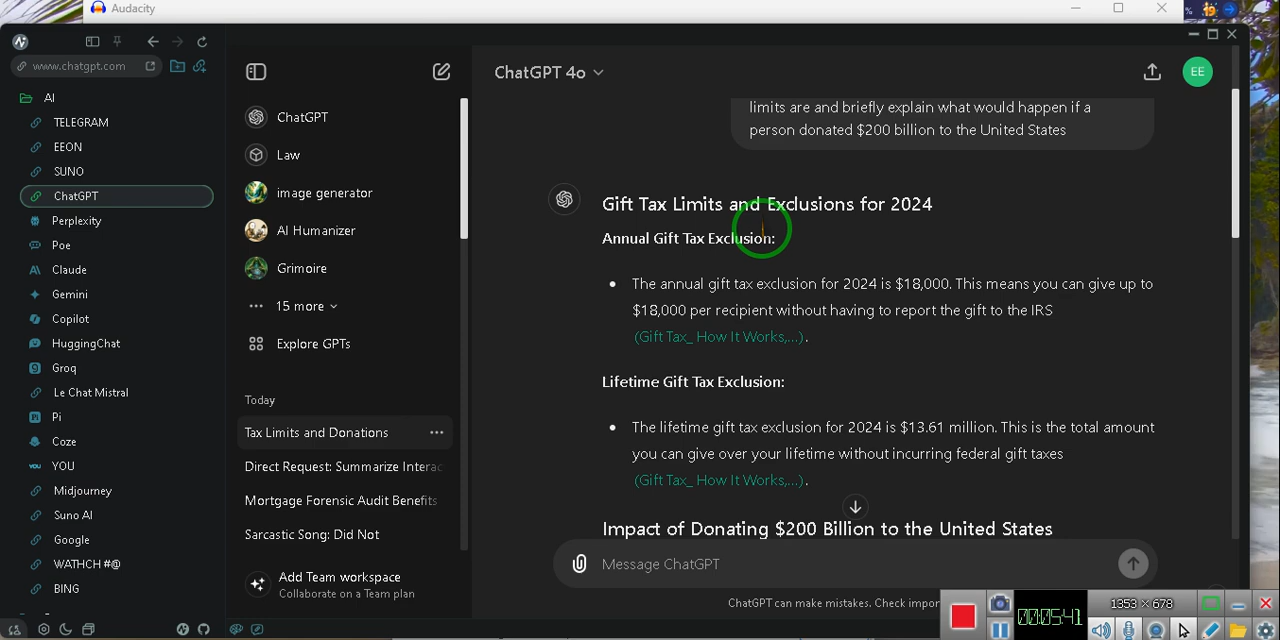 Audacity
%
19
www.chatgpt.com
AI
TELEGRAM
EEON
SUNO
ChatGPT
Perplexity
Poe
Claude
Gemini
Copilot
HuggingChat
Groq
Le Chat Mistral
Pi
Coze
YOU
Midjourney
Suno AI
Google
WATHCH #@
BING
ChatGPT
Law
image generator
AI Humanizer
Grimoire
15 more
Explore GPTs
Today
Tax Limits and Donations
Direct Request: Summarize Interac
Mortgage Forensic Audit Benefits
Sarcastic Song: Did Not
Add Team workspace
Collaborate on a Team plan
ChatGPT 4o
EE
limits are and briefly explain what would happen if a
person donated $200 billion to the United States
Gift Tax Limits and Exclusions for 2024
Annual Gift Tax Exclusion:
The annual gift tax exclusion for 2024 is $18,000. This means you can give up to
$18,000 per recipient without having to report the gift to the IRS
(Gift Tax_ How It Works,...).
Lifetime Gift Tax Exclusion:
The lifetime gift tax exclusion for 2024 is $13.61 million. This is the total amount
you can give over your lifetime without incurring federal gift taxes
(Gift Tax_ How It Works,...).
Impact of Donating $200 Billion to the United States
Message ChatGPT
ChatGPT can make mistakes. Check impor
00:05:41
1353 × 678